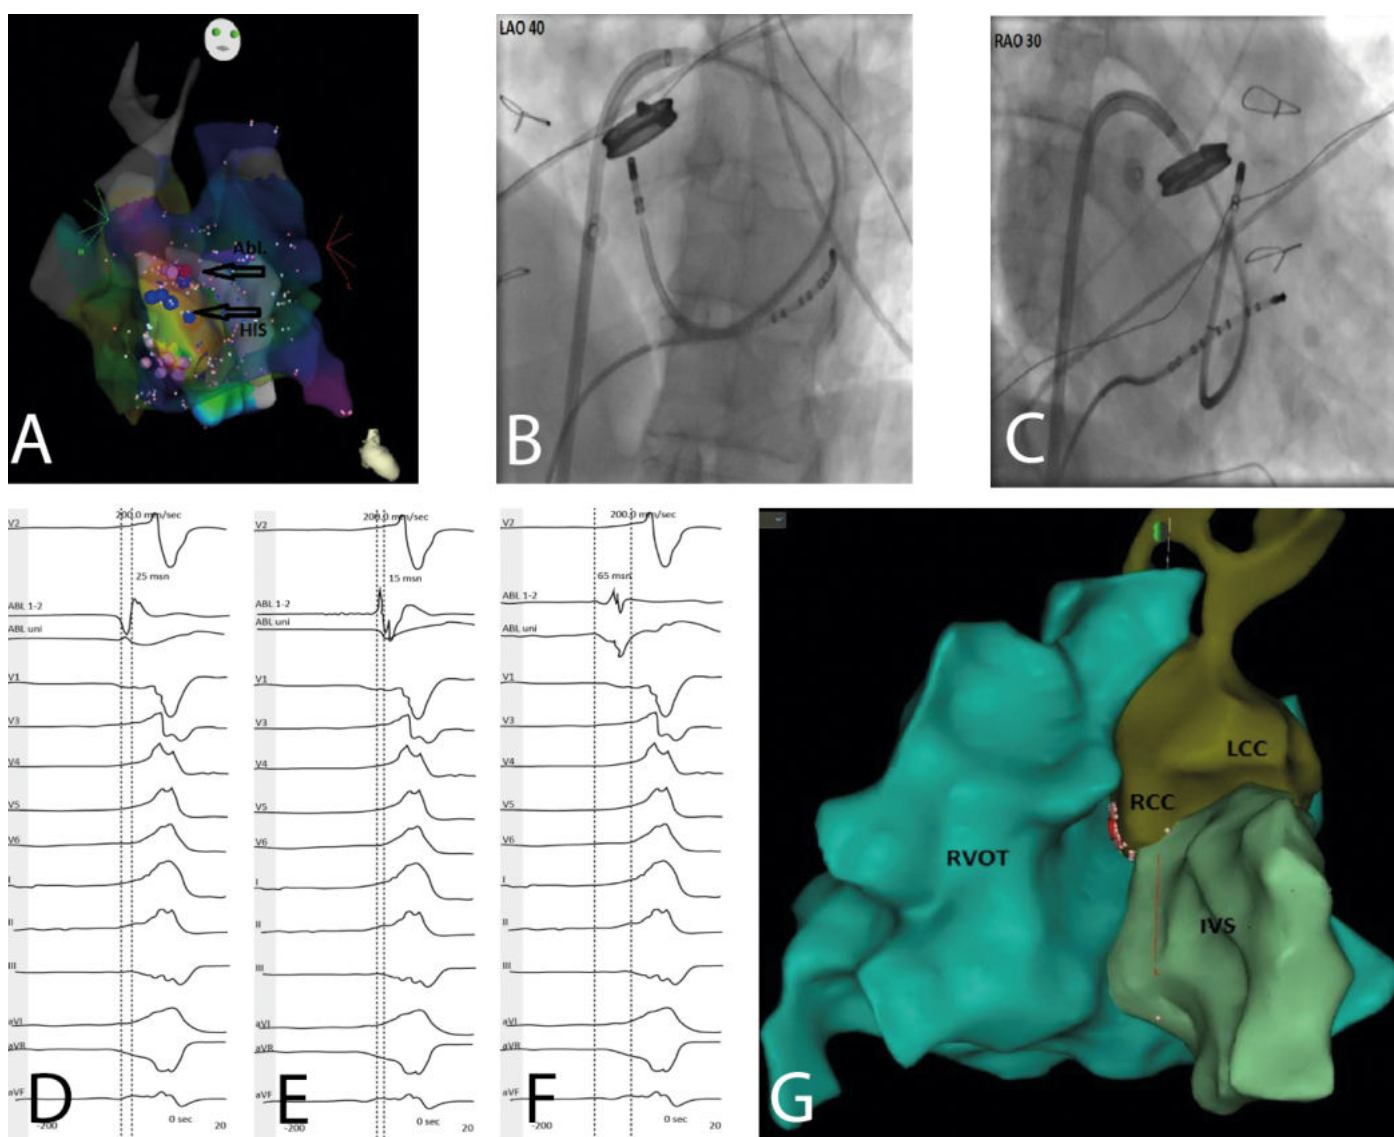 Abl.
HIS
A
LAO 40
B
RAO 30
C
V2
200.0 mm/sec
25 msn
ABL 1-2
ABL uni
V1
V3
V4
V5
V6
I
II
III
aVl
aVR
aVF
0 sec
-200
20
D
V2
200.0 mm/sec
15 msn
ABL 1-2
ABL uni
V1
V3
V4
V5
V6
I
II
III
aVl
aVR
aVF
0 sec
-200
20
E
V2
200.0 mm/sec
65 msn
ABL 1-2
ABL uni
V1
V3
V4
V5
V6
I
II
III
aVl
aVR
aVF
0 sec
-200
20
F
LCC
RCC
RVOT
IVS
G